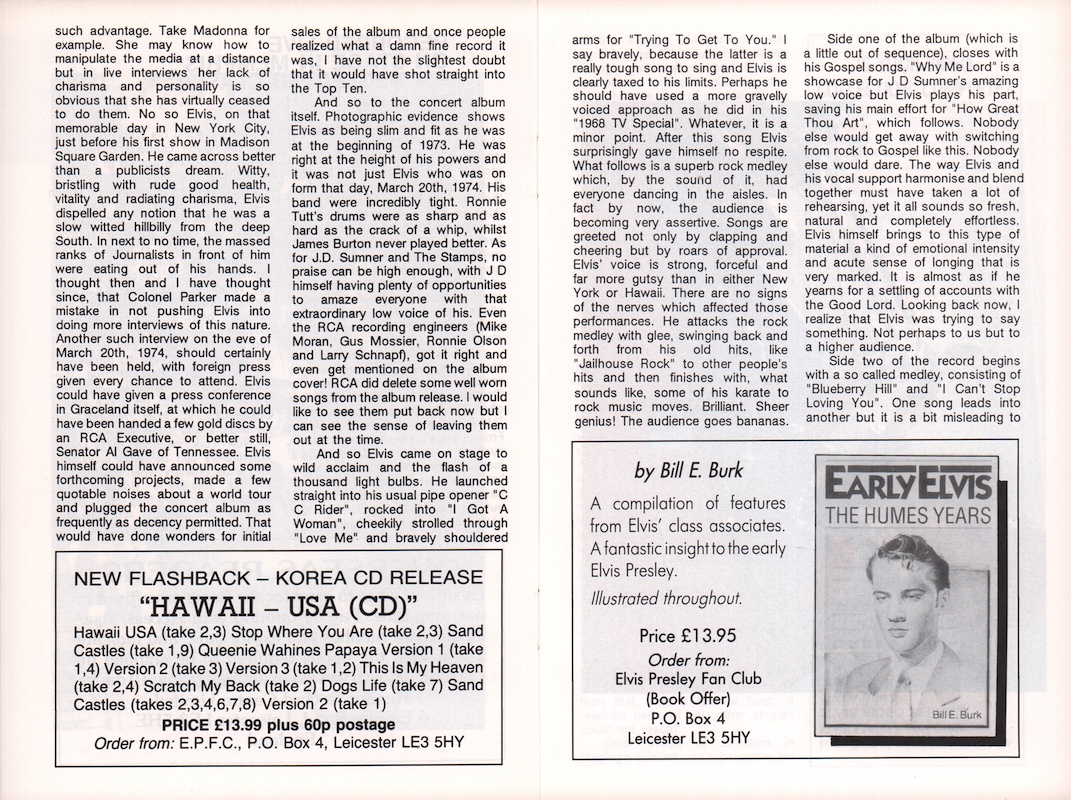 such advantage. Take Madonna for
example. She may know how to
manipulate the media at a distance
but in live interviews her lack of
charisma and personality is so
obvious that she has virtually ceased
to do them. No so Elvis, on that
memorable day in New York City,
just before his first show in Madison
Square Garden. He came across better
than a publicists dream. Witty,
bristling with rude good health,
vitality and radiating charisma, Elvis
dispelled any notion that he was a
slow witted hillbilly from the deep
South. In next to no time, the massed
ranks of Journalists in front of him
were eating out of his hands. I
thought then and I have thought
since, that Colonel Parker made a
mistake in not pushing Elvis into
doing more interviews of this nature.
Another such interview on the eve of
March 20th, 1974, should certainly
have been held, with foreign press
given every chance to attend. Elvis
could have given a press conference
in Graceland itself, at which he could
have been handed a few gold discs by
an RCA Executive, or better still,
Senator Al Gave of Tennessee. Elvis
himself could have announced some
forthcoming projects, made a few
quotable noises about a world tour
and plugged the concert album as
frequently as decency permitted. That
would have done wonders for initial
sales of the album and once people
realized what a damn fine record it
was, I have not the slightest doubt
that it would have shot straight into
the Top Ten.
And so to the concert album
itself. Photographic evidence shows
Elvis as being slim and fit as he was
at the beginning of 1973. He was
right at the height of his powers and
it was not just Elvis who was on
form that day, March 20th, 1974. His
band were incredibly tight. Ronnie
Tutt's drums were as sharp and as
hard as the crack of a whip, whilst
James Burton never played better. As
for J.D. Sumner and The Stamps, no
praise can be high enough, with J D
himself having plenty of opportunities
to amaze everyone with that
extraordinary low voice of his. Even
the RCA recording engineers (Mike
Moran, Gus Mossier, Ronnie Olson
and Larry Schnapf), got it right and
even get mentioned on the album
cover! RCA did delete some well worn
songs from the album release. I would
like to see them put back now but I
can see the sense of leaving them
out at the time.
And so Elvis came on stage to
wild acclaim and the flash of a
thousand light bulbs. He launched
straight into his usual pipe opener "C
C Rider", rocked into "I Got A
Woman", cheekily strolled through
"Love Me" and bravely shouldered
NEW FLASHBACK – KOREA CD RELEASE
“HAWAII – USA (CD)”
Hawaii USA (take 2,3) Stop Where You Are (take 2,3) Sand
Castles (take 1,9) Queenie Wahines Papaya Version 1 (take
1,4) Version 2 (take 3) Version 3 (take 1,2) This Is My Heaven
(take 2,4) Scratch My Back (take 2) Dogs Life (take 7) Sand
Castles (takes 2,3,4,6,7,8) Version 2 (take 1)
PRICE £13.99 plus 60p postage
Order from: E.P.F.C., P.O. Box 4, Leicester LE3 5HY
arms for "Trying To Get To You." I
say bravely, because the latter is a
really tough song to sing and Elvis is
clearly taxed to his limits. Perhaps he
should have used a more gravelly
voiced approach as he did in his
"1968 TV Special". Whatever, it is a
minor point. After this song Elvis
surprisingly gave himself no respite.
What follows is a superb rock medley
which, by the sound of it, had
everyone dancing in the aisles. In
fact by now, the audience is
becoming very assertive. Songs are
greeted not only by clapping and
cheering but by roars of approval.
Elvis' voice is strong, forceful and
far more gutsy than in either New
York or Hawaii. There are no signs
of the nerves which affected those
performances. He attacks the rock
medley with glee, swinging back and
forth from his old hits, like
"Jailhouse Rock" to other people's
hits and then finishes with, what
sounds like, some of his karate to
rock music moves. Brilliant. Sheer
genius! The audience goes bananas.
Side one of the album (which is
a little out of sequence), closes with
his Gospel songs. "Why Me Lord" is a
showcase for J D Sumner's amazing
low voice but Elvis plays his part,
saving his main effort for "How Great
Thou Art", which follows. Nobody
else would get away with switching
from rock to Gospel like this. Nobody
else would dare. The way Elvis and
his vocal support harmonise and blend
together must have taken a lot of
rehearsing, yet it all sounds so fresh,
natural and completely effortless.
Elvis himself brings to this type of
material a kind of emotional intensity
and acute sense of longing that is
very marked. It is almost as if he
yearns for a settling of accounts with
the Good Lord. Looking back now, I
realize that Elvis was trying to say
something. Not perhaps to us but to
a higher audience.
Side two of the record begins
with a so called medley, consisting of
"Blueberry Hill" and "I Can't Stop
Loving You". One song leads into
another but it is a bit misleading to
by Bill E. Burk
A compilation of features
from Elvis' class associates.
A fantastic insight to the early
Elvis Presley.
Illustrated throughout.
Price £13.95
Order from:
Elvis Presley Fan Club
(Book Offer)
P.O. Box 4
Leicester LE3 5HY
EARLY ELVIS
THE HUMES YEARS
Bill E. Burk